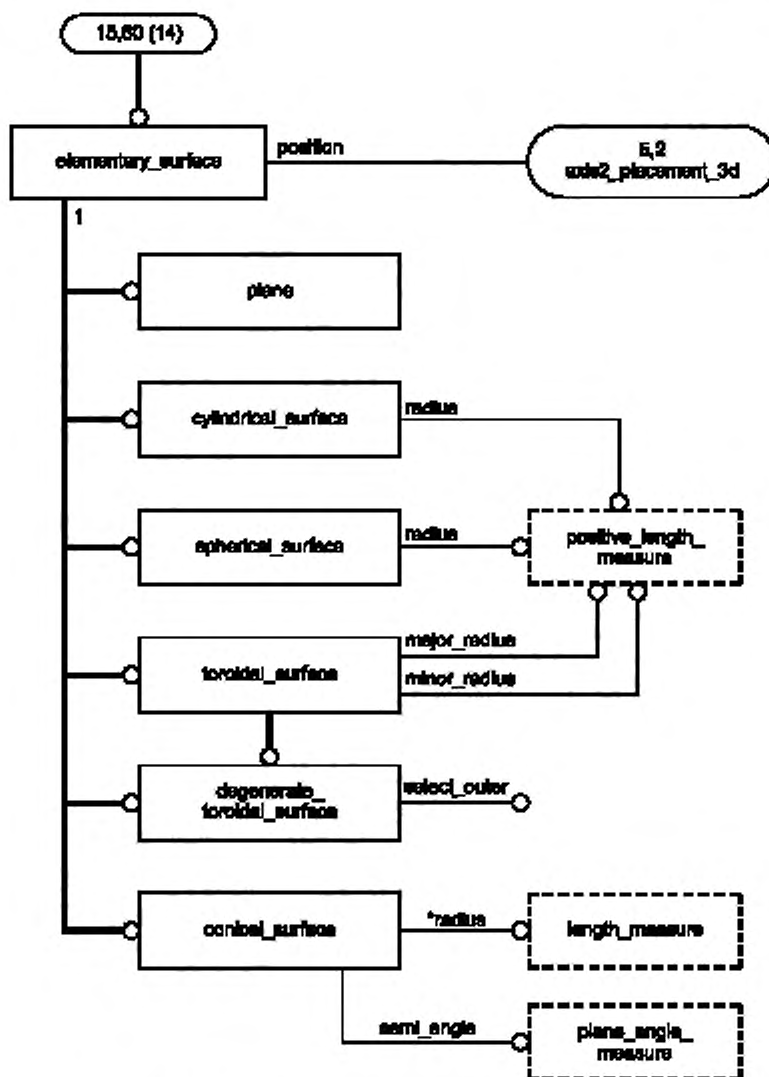 15,60 (14)
elementary_surface
position
5,2
axis2_placement_3d
1
plane
cylindrical_surface
radius
spherical_surface
radius
positive_length_
measure
toroidal_surface
major_radius
minor_radius
degenerate_
toroidal_surface
select_outer
conical_surface
*radius
length_measure
semi_angle
plane_angle_
measure